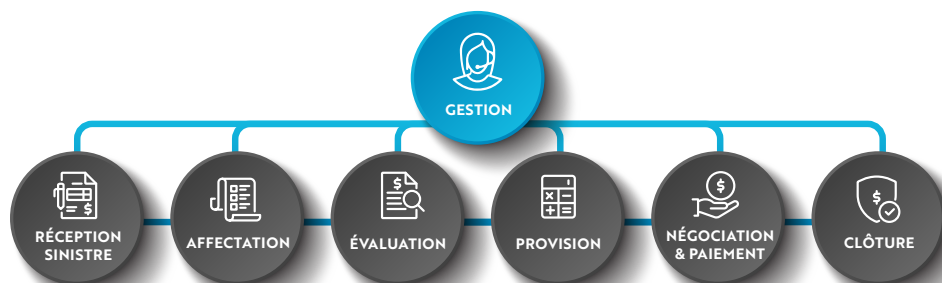 GESTION
RÉCEPTION
SINISTRE
AFFECTATION
ÉVALUATION
PROVISION
NÉGOCIATION
& PAIEMENT
CLÔTURE